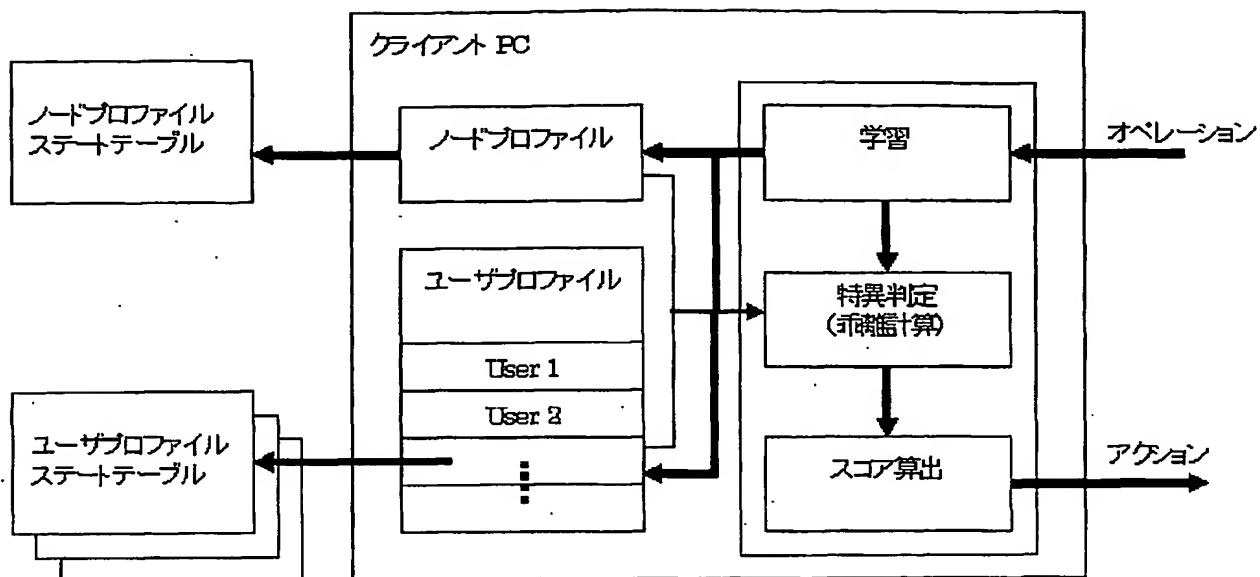 クライアント PC
ノードプロファイル
ステートテーブル
ノードプロファイル
学習
オペレーション
ユーザプロファイル
特異判定
(乖離計算)
User 1
User 2
ユーザプロファイル
ステートテーブル
スコア算出
アクション